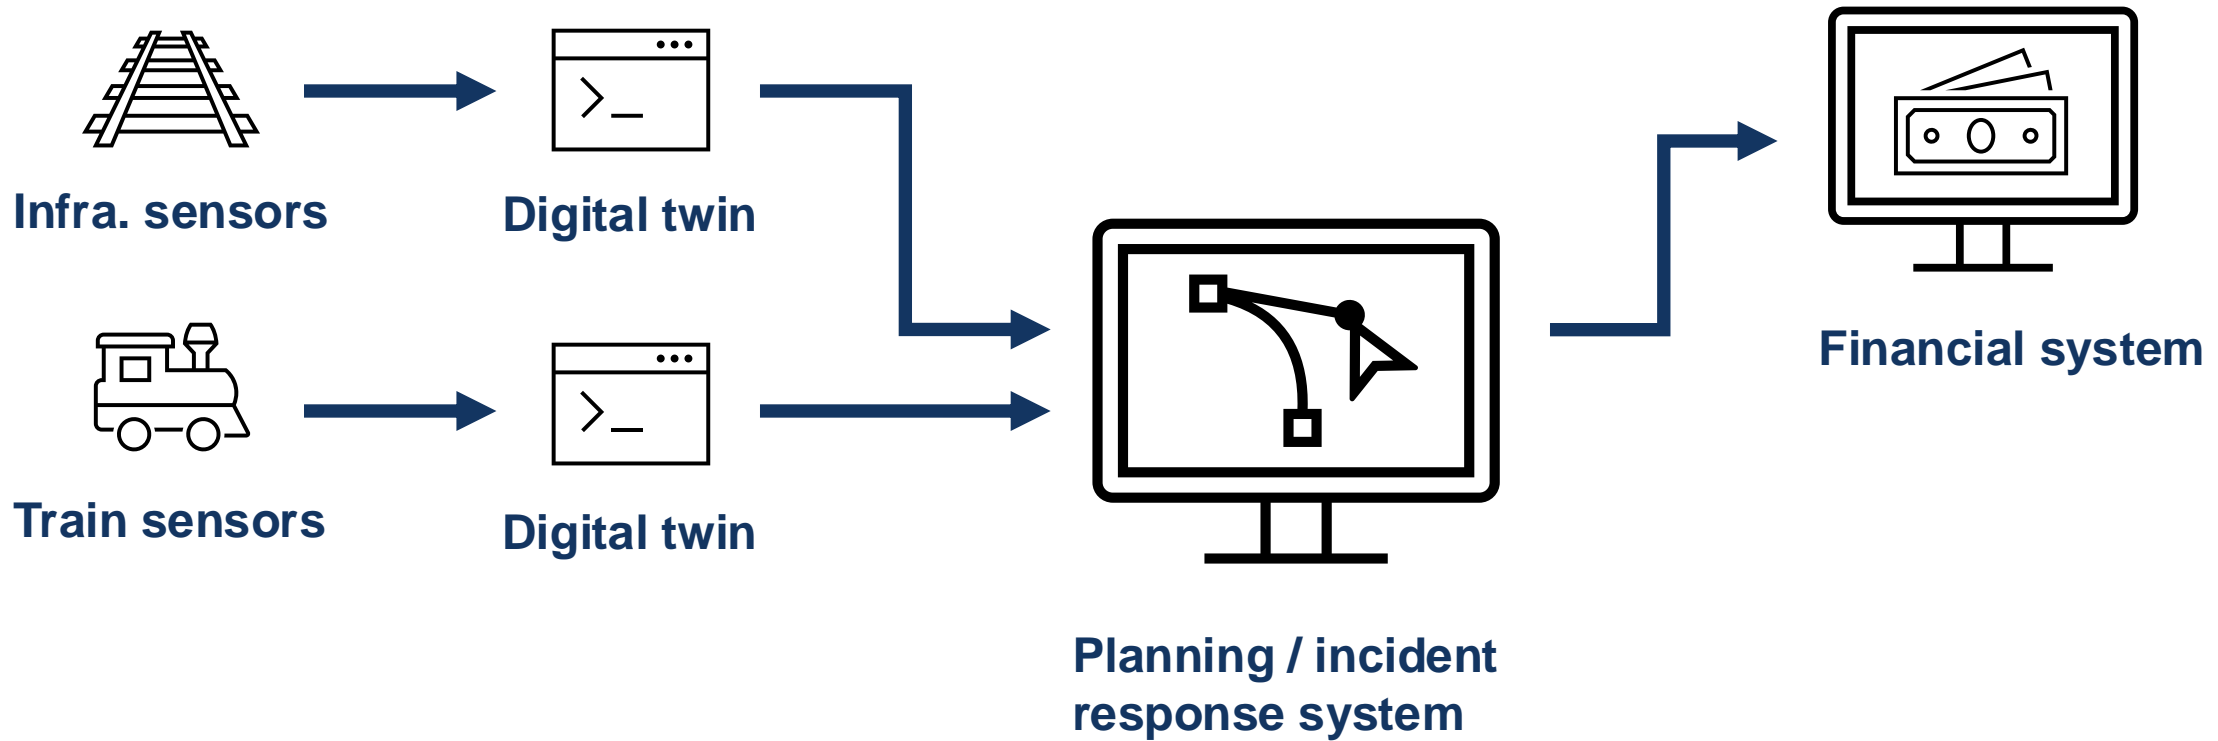 Infra. sensors
Digital twin
Financial system
Train sensors
Digital twin
Planning / incident
response system